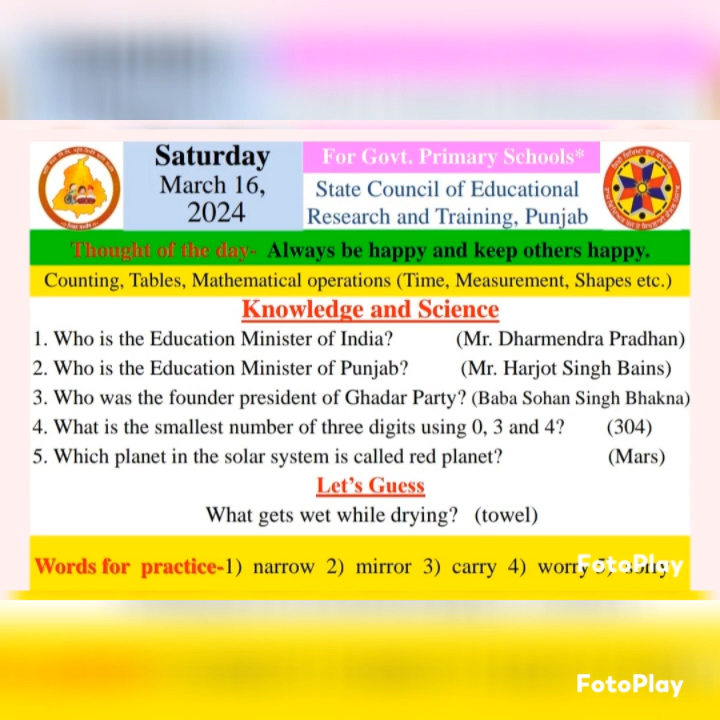 Saturday
March 16,
2024
For Govt. Primary Schools*
State Council of Educational
Research and Training, Punjab
Thought of the day- Always be happy and keep others happy.
Counting, Tables, Mathematical operations (Time, Measurement, Shapes etc.)
Knowledge and Science
1. Who is the Education Minister of India? (Mr. Dharmendra Pradhan)
2. Who is the Education Minister of Punjab? (Mr. Harjot Singh Bains)
3. Who was the founder president of Ghadar Party? (Baba Sohan Singh Bhakna)
4. What is the smallest number of three digits using 0, 3 and 4? (304)
5. Which planet in the solar system is called red planet? (Mars)
Let's Guess
What gets wet while drying? (towel)
Words for practice-1) narrow 2) mirror 3) carry 4) worry 5)
FotoPlay
FotoPlay